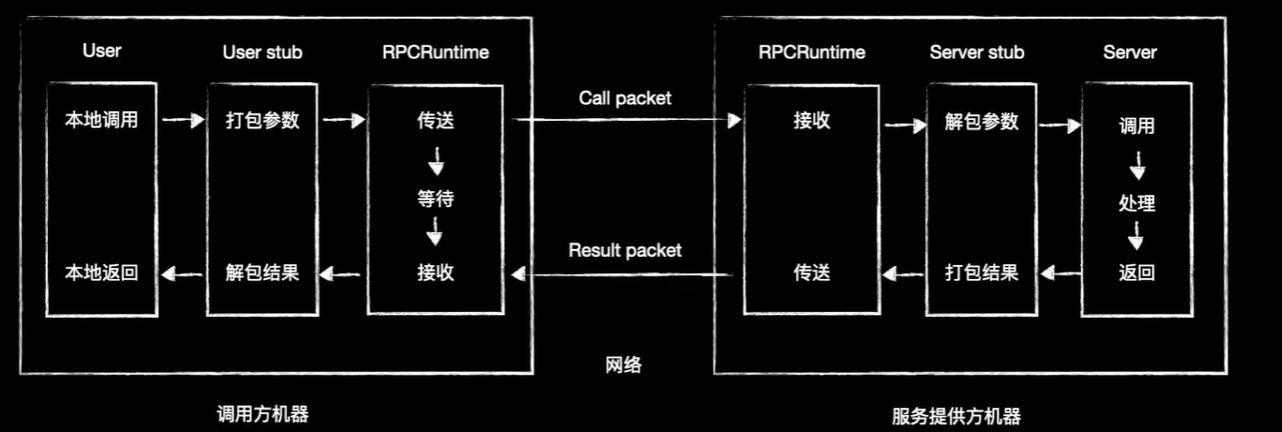 User User stub RPCRuntime RPCRuntime Server stub Server
Call packet
本地调用 打包参数 传送 接收 解包参数 调用
等待 处理
Result packet
本地返回 解包结果 接收 传送 打包结果 返回
网络
调用方机器 服务提供方机器